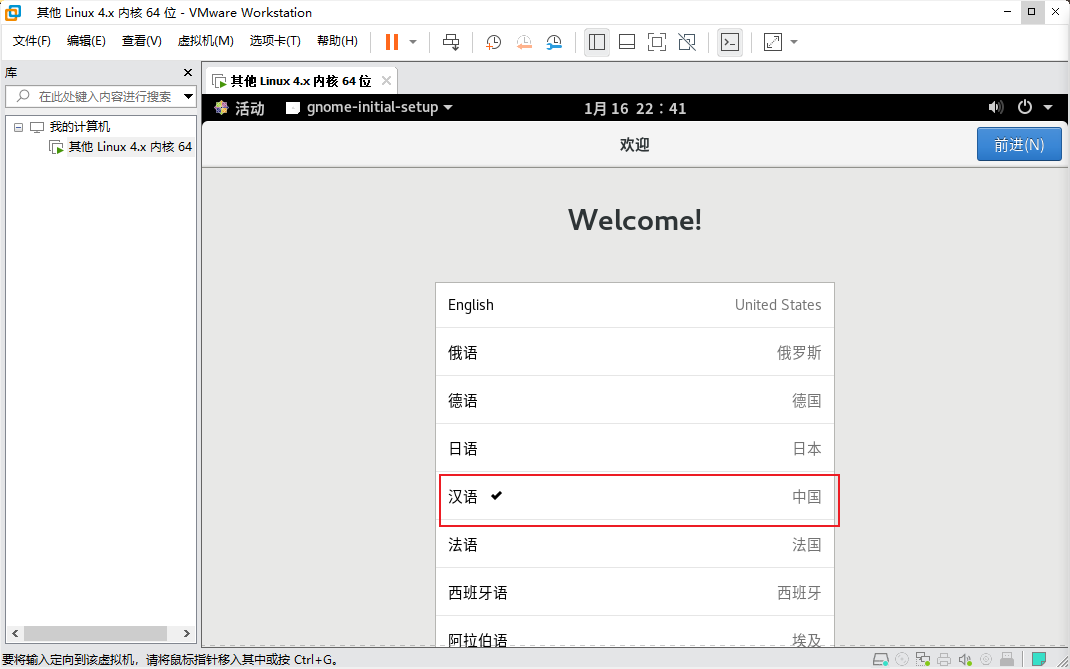 其他 Linux 4.x 内核 64 位 - VMware Workstation
文件(F) 编辑(E) 查看(V) 虚拟机(M) 选项卡(T) 帮助(H)
库
在此处键入内容进行搜索
我的计算机
其他 Linux 4.x 内核 64
其他 Linux 4.x 内核 64 位
活动 gnome-initial-setup 1月 16 22:41
欢迎
前进(N)
Welcome!
English United States
俄语 俄罗斯
德语 德国
日语 日本
汉语 中国
法语 法国
西班牙语 西班牙
阿拉伯语 埃及
要将输入定向到该虚拟机，请将鼠标指针移入其中或按 Ctrl+G。